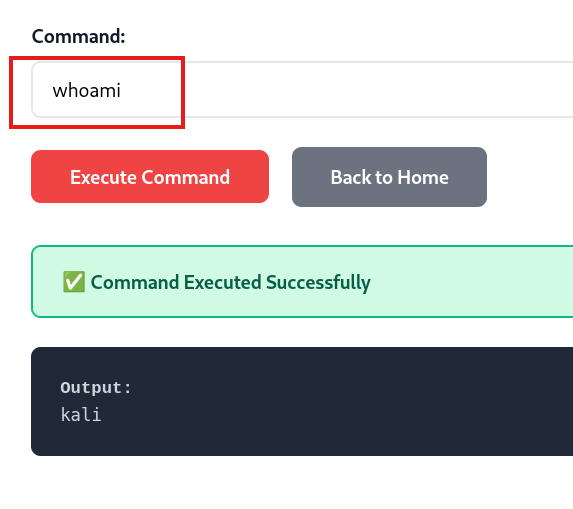 Command:
whoami
Execute Command
Back to Home
✅ Command Executed Successfully
Output:
kali